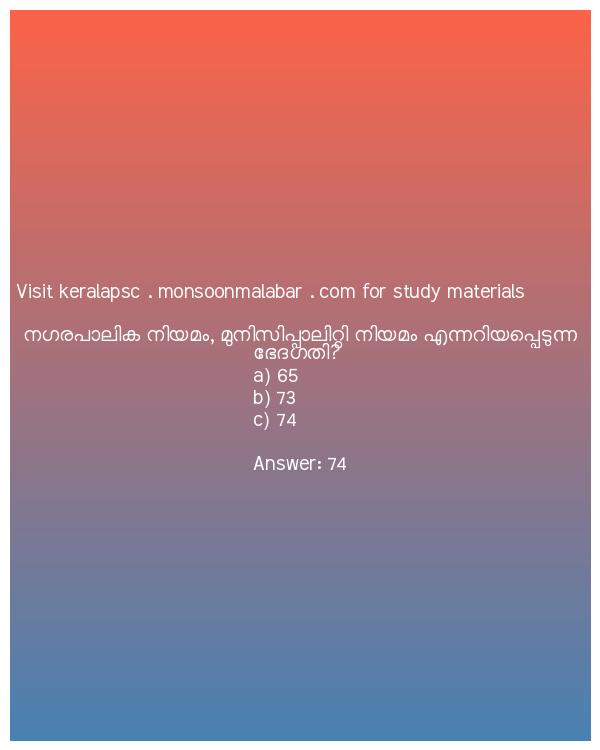 Visit keralapsc . monsoonmalabar . com for study materials
നഗരപാലിക നിയമം, മുനിസിപ്പാലിറ്റി നിയമം എന്നറിയപ്പെടുന്ന
ഭേദഗതി?
a) 65
b) 73
c) 74
Answer: 74